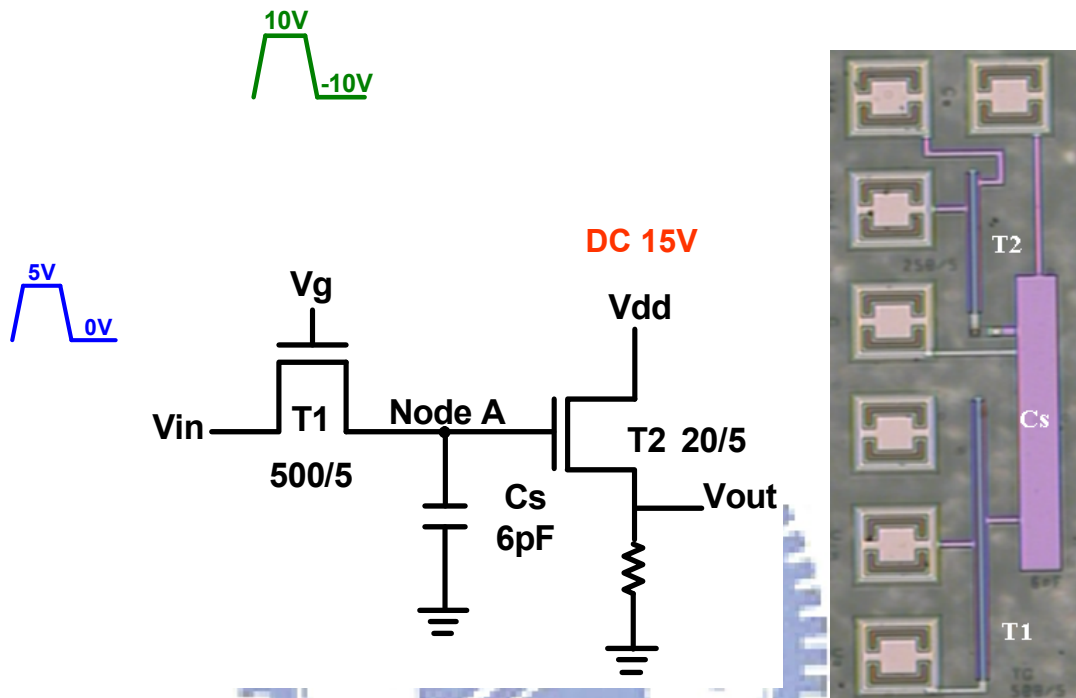 10V
-10V
5V
0V
DC 15V
Vg
Vdd
Vin
T1
Node A
T2 20/5
500/5
Cs
6pF
Vout
T2
Cs
T1